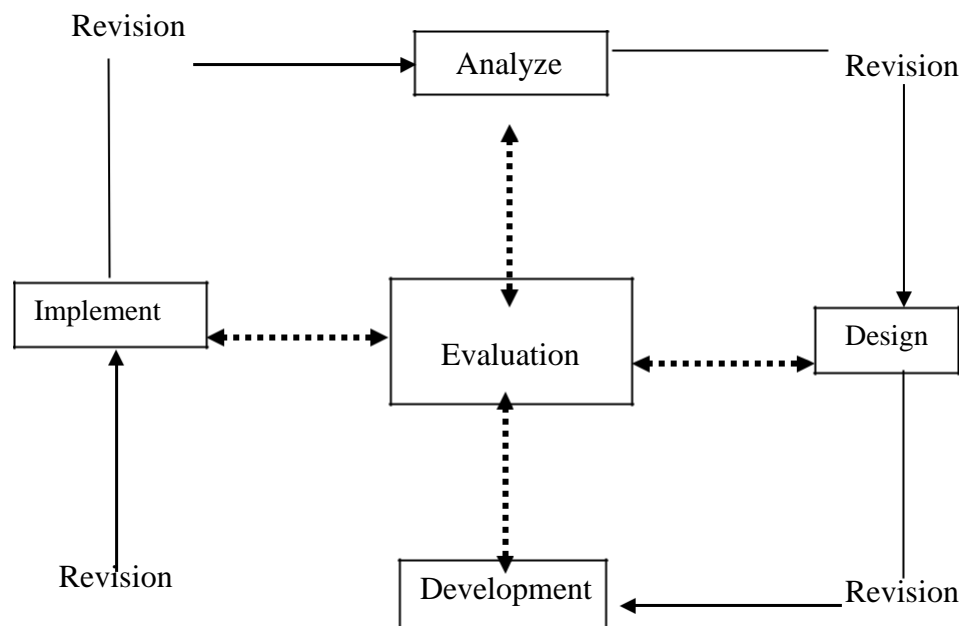 Revision
Analyze
Revision
Implement
Evaluation
Design
Revision
Development
Revision